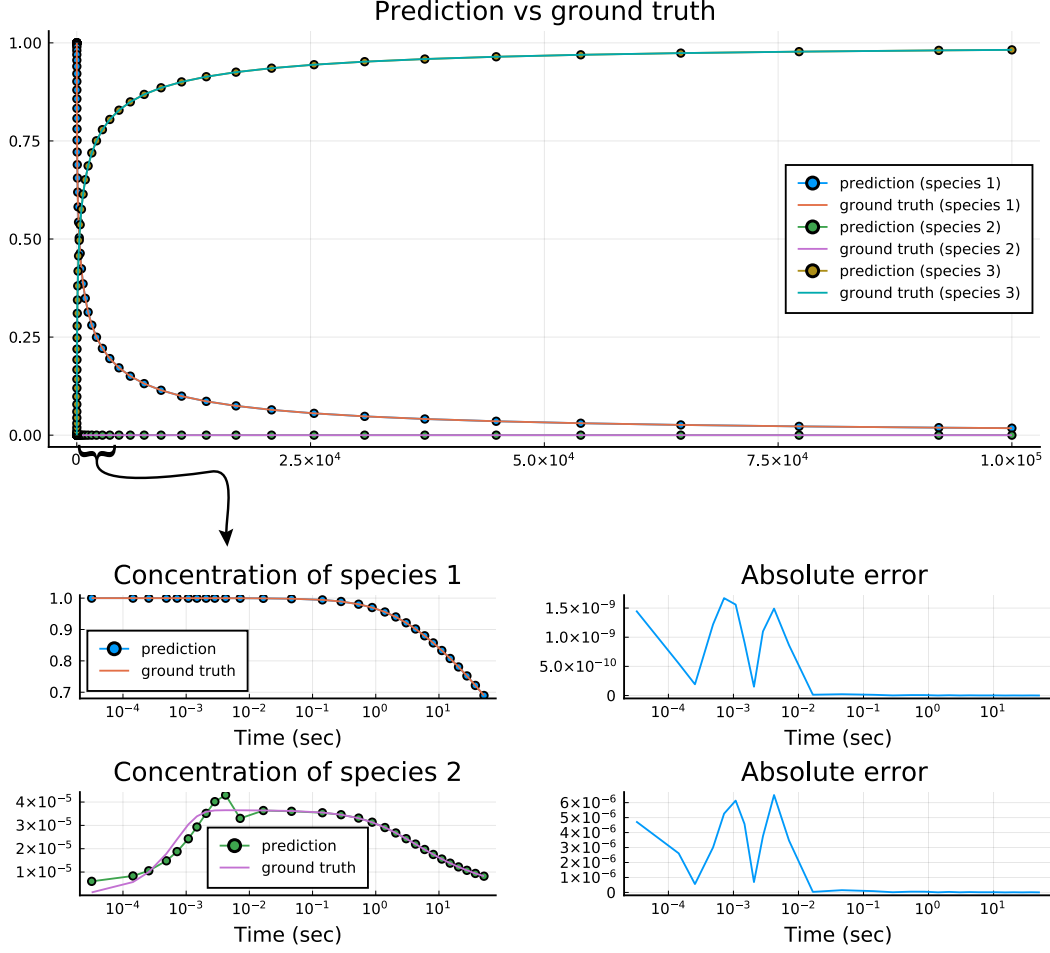 Prediction vs ground truth
1.00
0.75
0.50
0.25
0.00
prediction (species 1)
ground truth (species 1)
prediction (species 2)
ground truth (species 2)
prediction (species 3)
ground truth (species 3)
0 2.5×10⁴ 5.0×10⁴ 7.5×10⁴ 1.0×10⁵
Concentration of species 1
1.0
0.9
0.8
0.7
prediction
ground truth
10⁻⁴ 10⁻³ 10⁻² 10⁻¹ 10⁰ 10¹
Time (sec)
Absolute error
1.5×10⁻⁹
1.0×10⁻⁹
5.0×10⁻¹⁰
0
10⁻⁴ 10⁻³ 10⁻² 10⁻¹ 10⁰ 10¹
Time (sec)
Concentration of species 2
4×10⁻⁵
3×10⁻⁵
2×10⁻⁵
1×10⁻⁵
prediction
ground truth
10⁻⁴ 10⁻³ 10⁻² 10⁻¹ 10⁰ 10¹
Time (sec)
Absolute error
6×10⁻⁶
5×10⁻⁶
4×10⁻⁶
3×10⁻⁶
2×10⁻⁶
1×10⁻⁶
0
10⁻⁴ 10⁻³ 10⁻² 10⁻¹ 10⁰ 10¹
Time (sec)